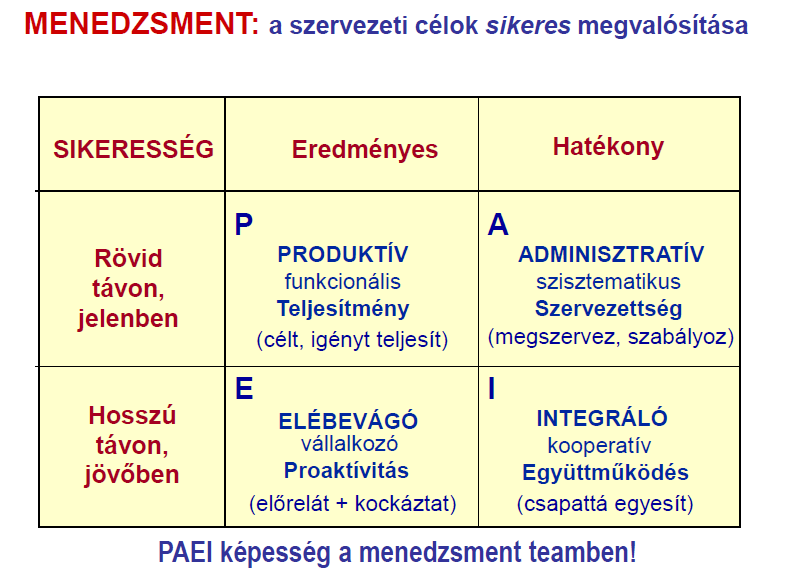 MENEDZSMENT: a szervezeti célok sikeres megvalósítása
SIKERESSÉG
Eredményes
Hatékony
Rövid
távon,
jelenben
P
PRODUKTÍV
funkcionális
Teljesítmény
(célt, igényt teljesít)
A
ADMINISZTRATÍV
szisztematikus
Szervezettség
(megszervez, szabályoz)
Hosszú
távon,
jövőben
E
ELÉBEVÁGÓ
vállalkozó
Proaktívitás
(előrelát + kockáztat)
I
INTEGRÁLÓ
kooperatív
Együttműködés
(csapattá egyesít)
PAEI képesség a menedzsment teamben!